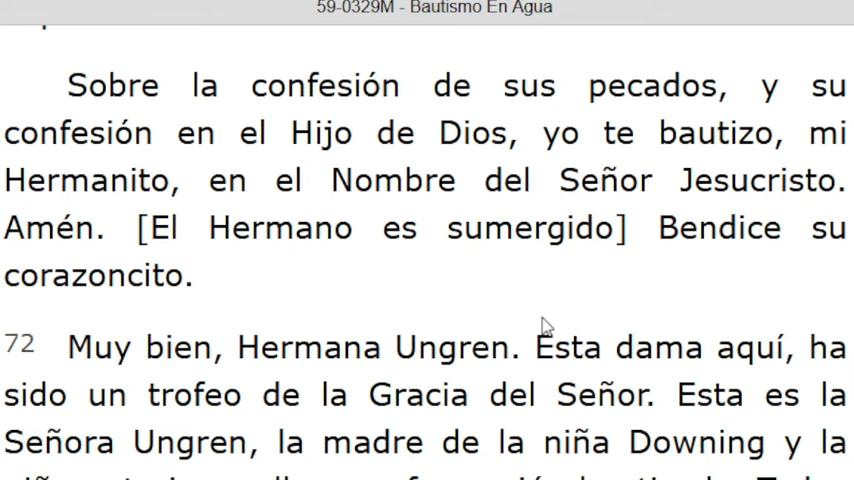 59-0329M - Bautismo En Agua
Sobre la confesión de sus pecados, y su
confesión en el Hijo de Dios, yo te bautizo, mi
Hermanito, en el Nombre del Señor Jesucristo.
Amén. [El Hermano es sumergido] Bendice su
corazoncito.
72 Muy bien, Hermana Ungren. Esta dama aquí, ha
sido un trofeo de la Gracia del Señor. Esta es la
Señora Ungren, la madre de la niña Downing y la